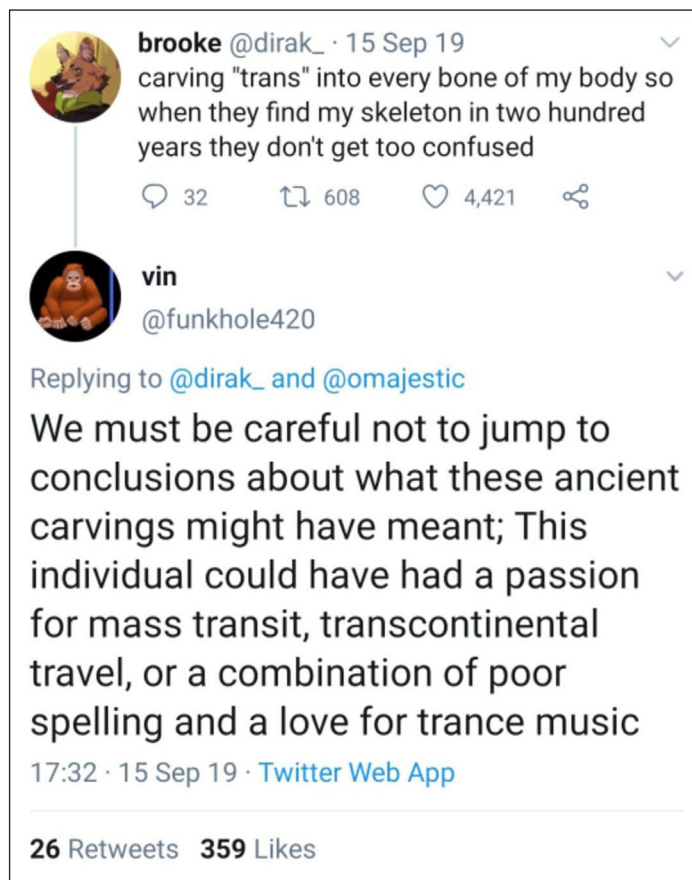 brooke @dirak_ · 15 Sep 19
carving "trans" into every bone of my body so
when they find my skeleton in two hundred
years they don't get too confused
32 608 4,421
vin
@funkhole420
Replying to @dirak_ and @omajestic
We must be careful not to jump to
conclusions about what these ancient
carvings might have meant; This
individual could have had a passion
for mass transit, transcontinental
travel, or a combination of poor
spelling and a love for trance music
17:32 · 15 Sep 19 · Twitter Web App
26 Retweets 359 Likes